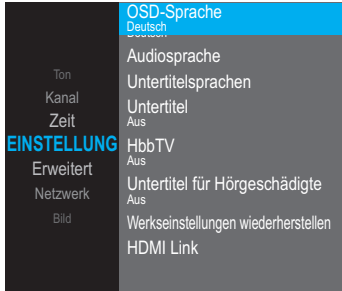 Ton
Kanal
Zeit
EINSTELLUNG
Erweitert
Netzwerk
Bild
OSD-Sprache
Deutsch
Deutsch
Audiosprache
Untertitelsprachen
Untertitel
Aus
HbbTV
Aus
Untertitel für Hörgeschädigte
Aus
Werkseinstellungen wiederherstellen
HDMI Link